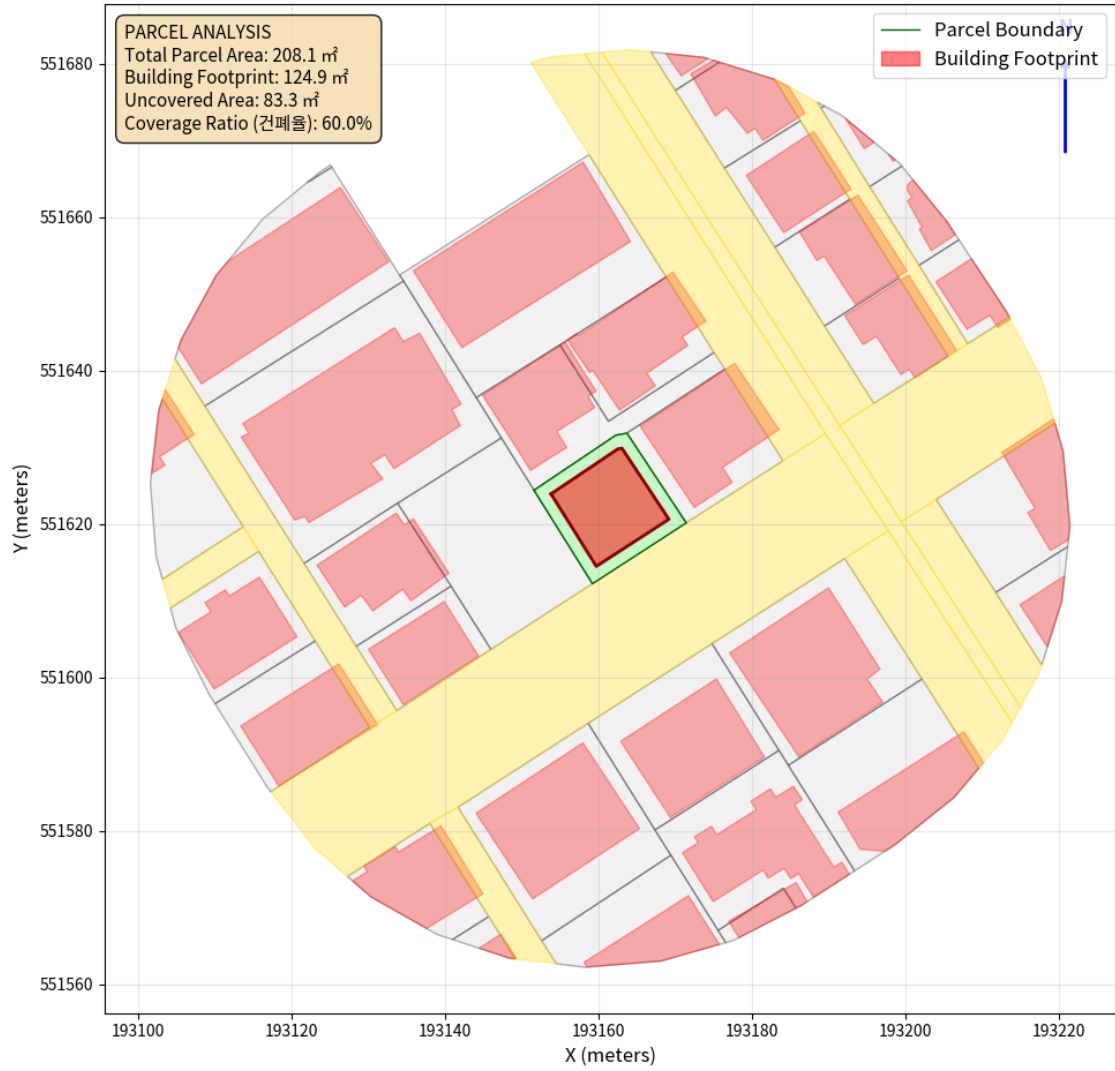 PARCEL ANALYSIS
Total Parcel Area: 208.1 ㎡
Building Footprint: 124.9 ㎡
Uncovered Area: 83.3 ㎡
Coverage Ratio (건폐율): 60.0%
Parcel Boundary
Building Footprint
N
551680
551660
551640
551620
551600
551580
551560
Y (meters)
193100
193120
193140
193160
193180
193200
193220
X (meters)